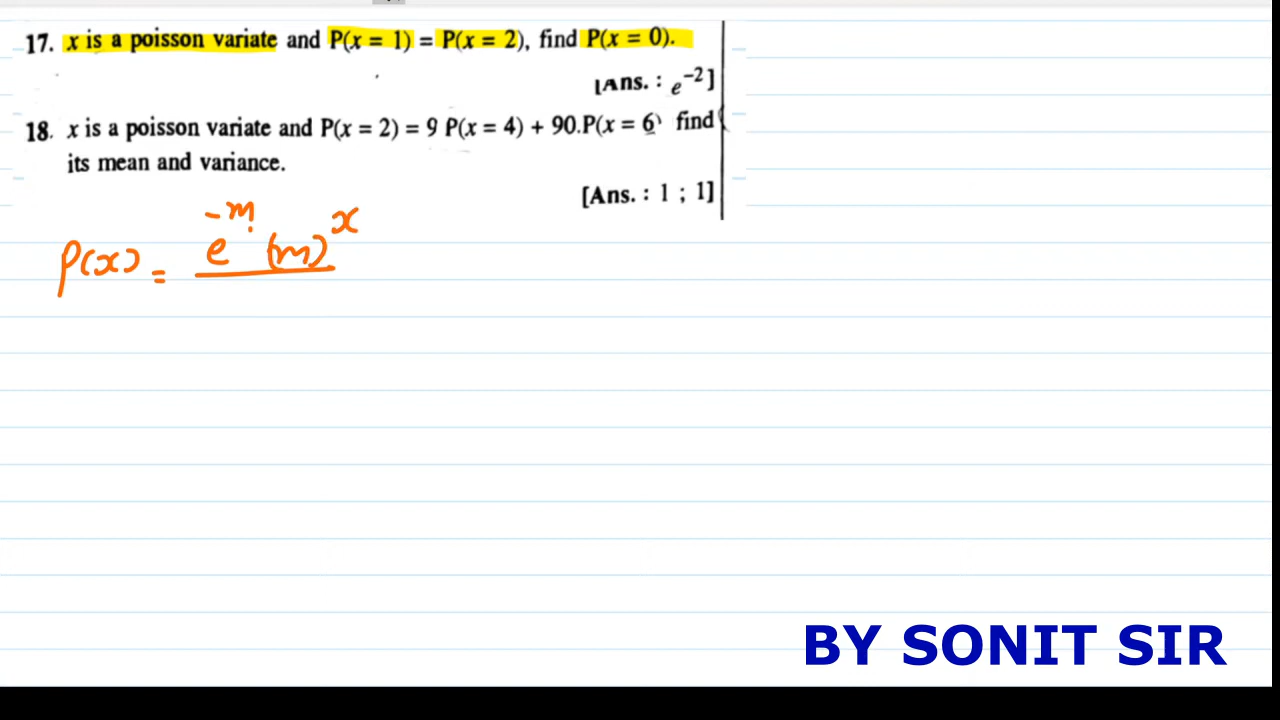 17. x is a poisson variate and P(x = 1) = P(x = 2), find P(x = 0).
[Ans. : e⁻²]
18. x is a poisson variate and P(x = 2) = 9 P(x = 4) + 90.P(x = 6) find
its mean and variance.
[Ans. : 1 ; 1]
P(x) = e^-m (m)^x
BY SONIT SIR